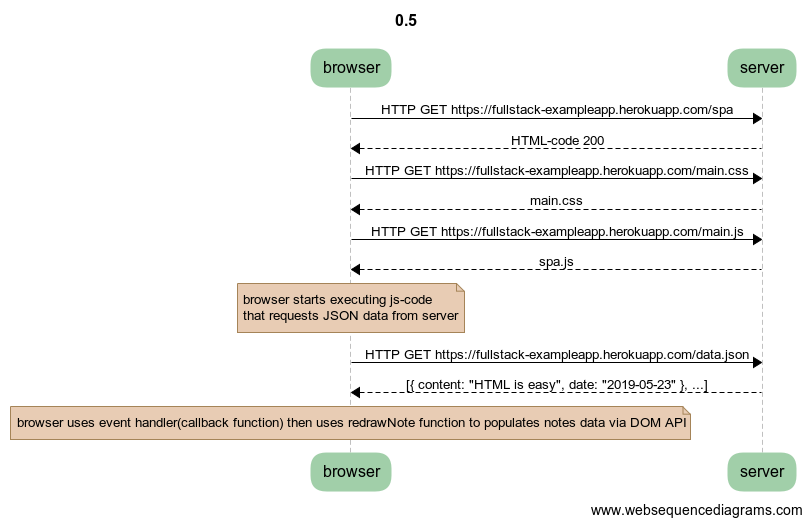 0.5
browser
server
HTTP GET https://fullstack-exampleapp.herokuapp.com/spa
HTML-code 200
HTTP GET https://fullstack-exampleapp.herokuapp.com/main.css
main.css
HTTP GET https://fullstack-exampleapp.herokuapp.com/main.js
spa.js
browser starts executing js-code
that requests JSON data from server
HTTP GET https://fullstack-exampleapp.herokuapp.com/data.json
[{ content: "HTML is easy", date: "2019-05-23" }, ...]
browser uses event handler(callback function) then uses redrawNote function to populates notes data via DOM API
browser
server
www.websequencediagrams.com